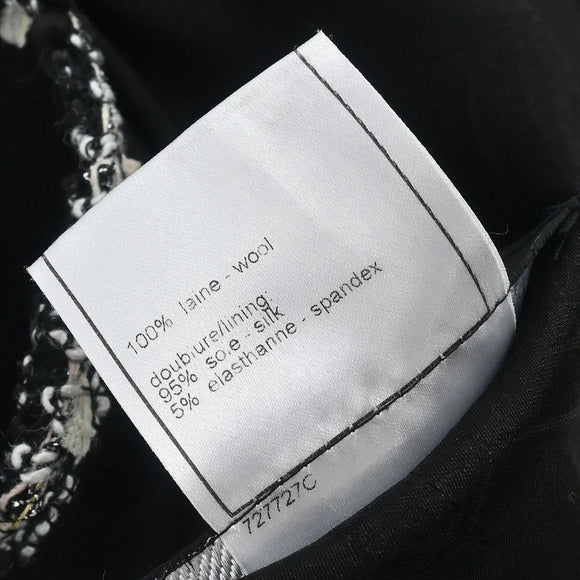 100% laine - wool
doublure/lining:
95% soie - silk
5% elasthanne - spandex
727727C